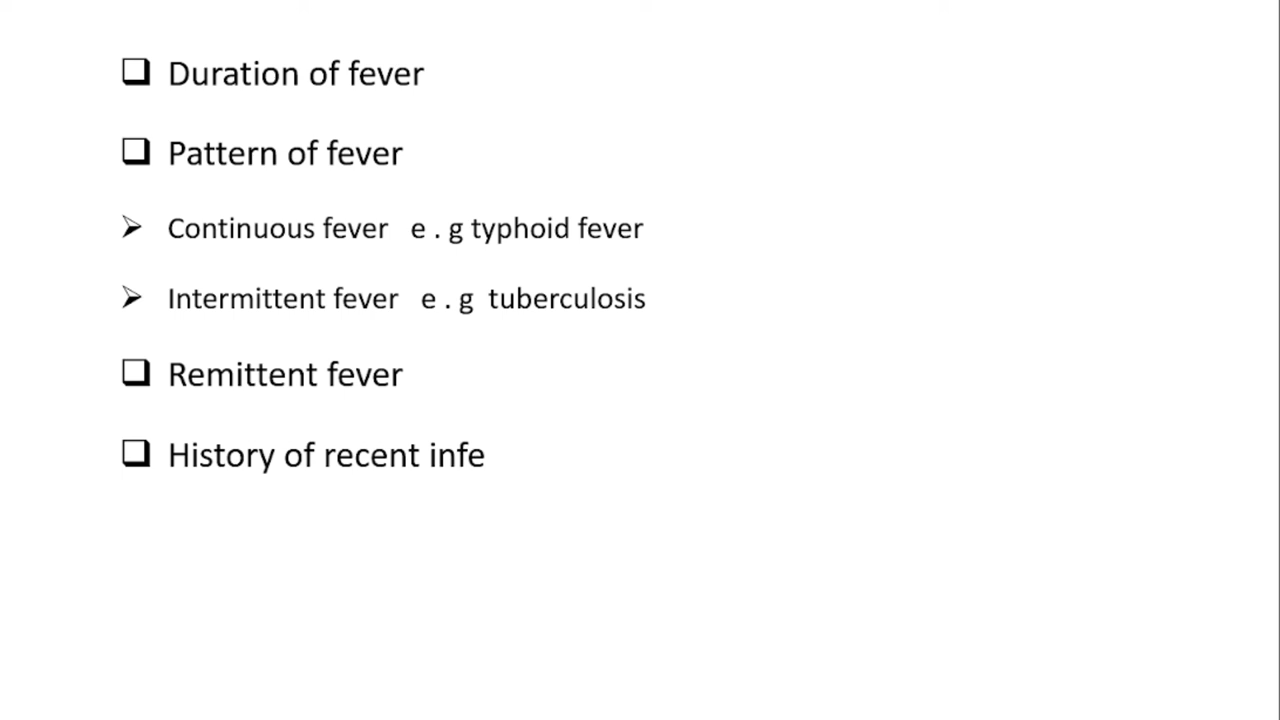 Duration of fever
Pattern of fever
Continuous fever e . g typhoid fever
Intermittent fever e . g tuberculosis
Remittent fever
History of recent infe